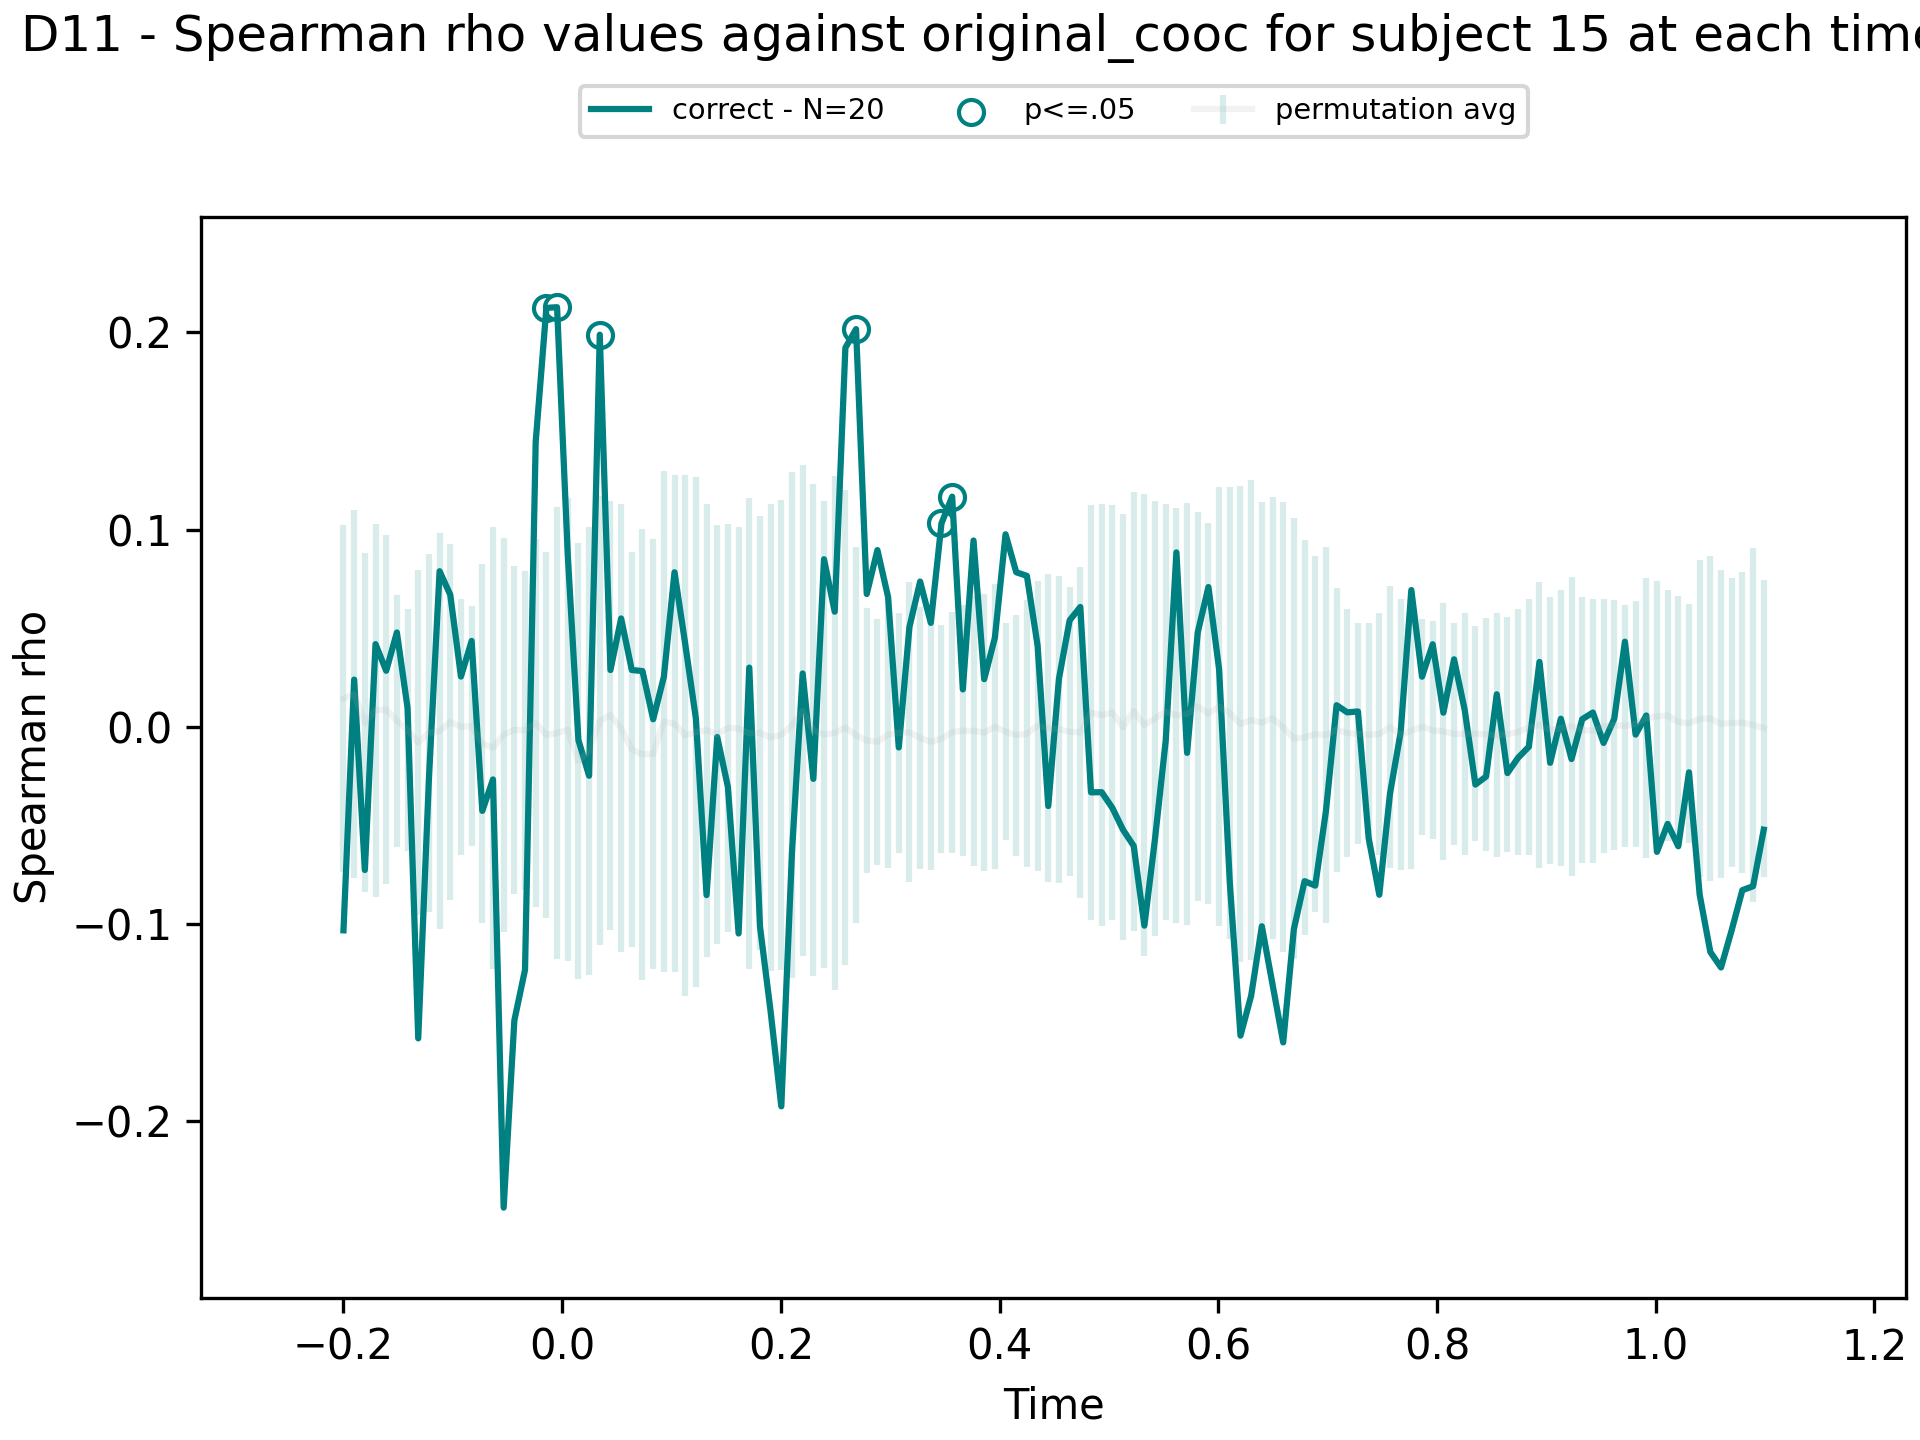 D11 - Spearman rho values against original_cooc for subject 15 at each time
correct - N=20 p<=.05 permutation avg
0.2
0.1
0.0
−0.1
−0.2
Spearman rho
−0.2 0.0 0.2 0.4 0.6 0.8 1.0 1.2
Time